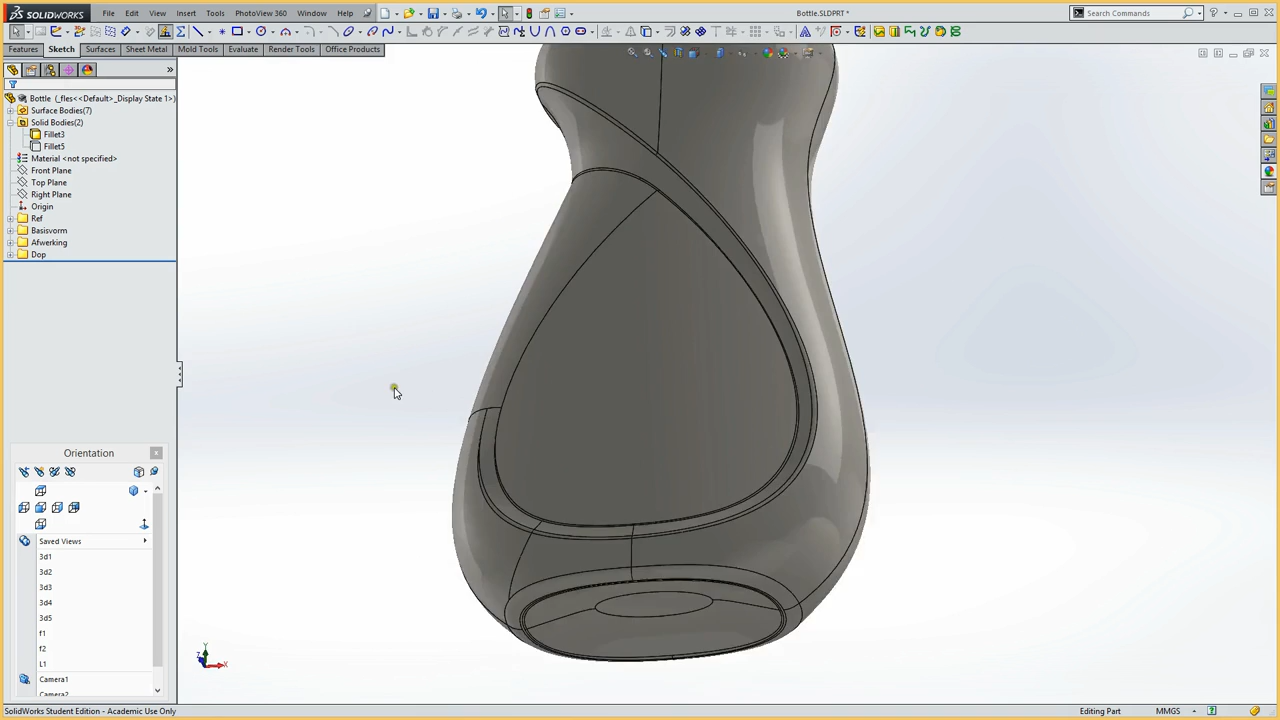 SOLIDWORKS File Edit View Insert Tools PhotoView 360 Window Help Bottle.SLDPRT * Search Commands
Features Sketch Surfaces Sheet Metal Mold Tools Evaluate Render Tools Office Products
Bottle (_fles<<Default>_Display State 1>)
Surface Bodies(7)
Solid Bodies(2)
Fillet3
Fillet5
Material <not specified>
Front Plane
Top Plane
Right Plane
Origin
Ref
Basisvorm
Afwerking
Dop
Orientation
Saved Views
3d1
3d2
3d3
3d4
3d5
f1
f2
L1
Camera1
Camera2
Y
Z X
SolidWorks Student Edition - Academic Use Only Editing Part MMGS